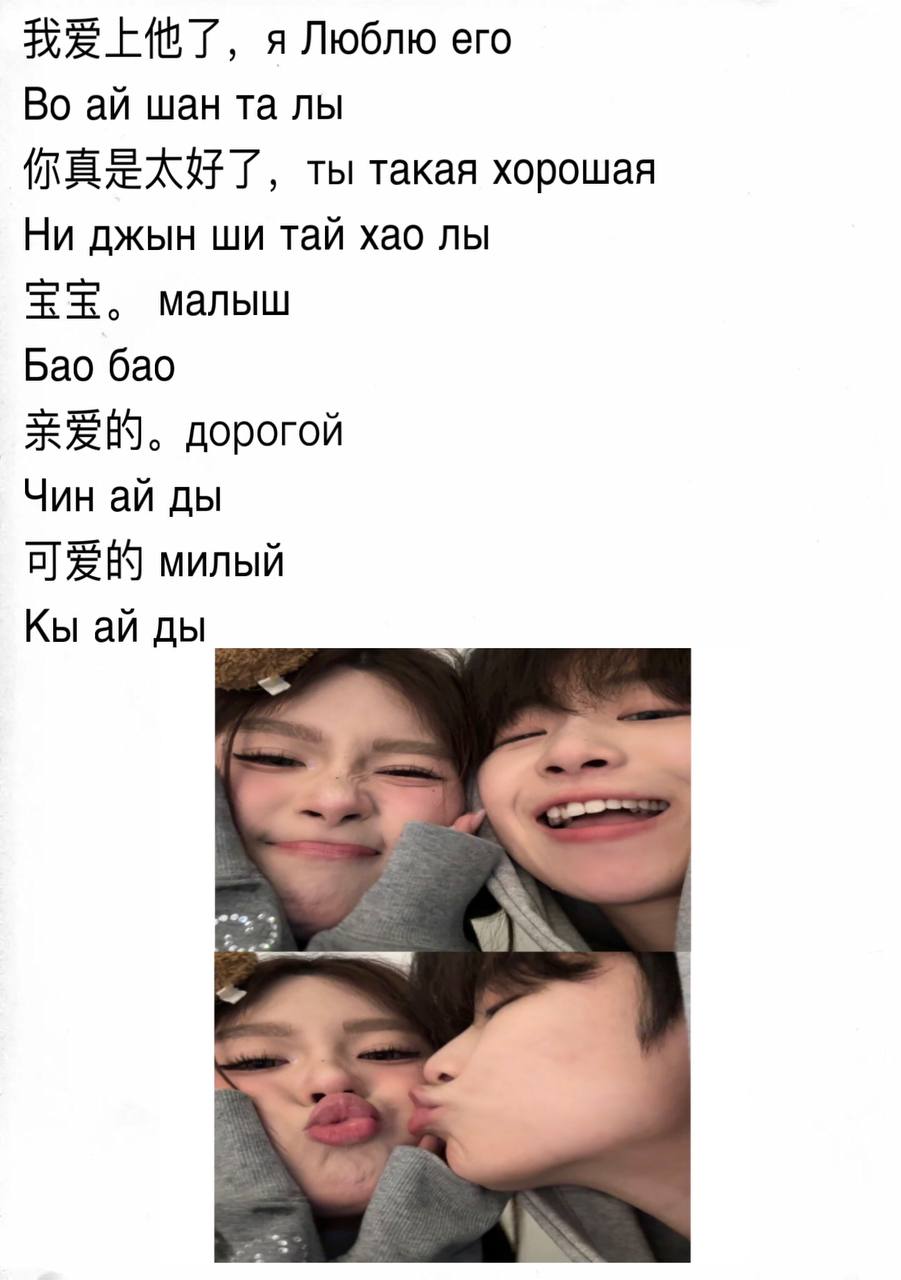 我爱上他了，я Люблю его
Во ай шан та лы
你真是太好了，ты такая хорошая
Ни джын ши тай хао лы
宝宝。 малыш
Бао бао
亲爱的。дорогой
Чин ай ды
可爱的 милый
Кы ай ды